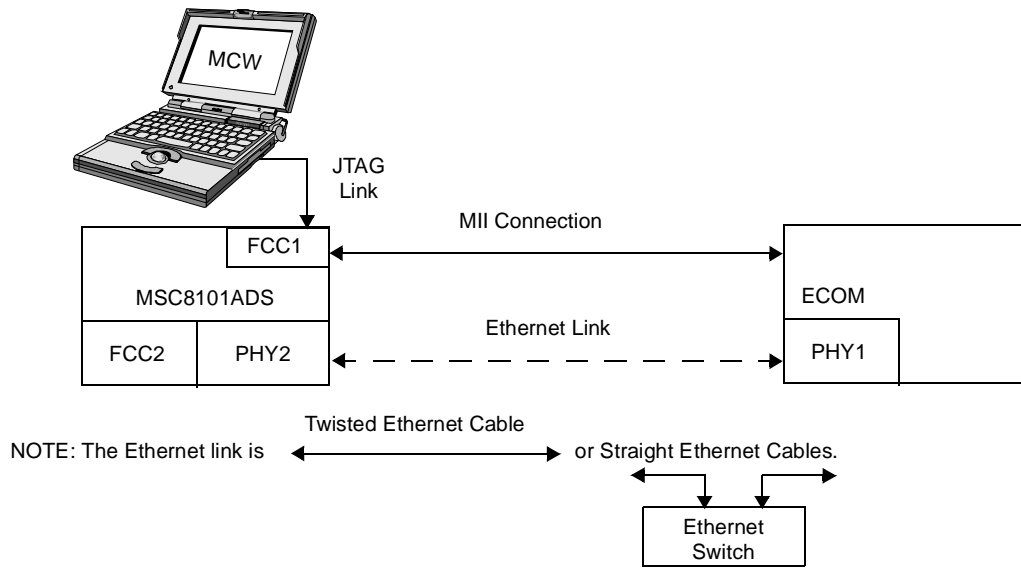 MCW
JTAG
Link
FCC1
MII Connection
MSC8101ADS
ECOM
FCC2
PHY2
Ethernet Link
PHY1
Twisted Ethernet Cable
NOTE: The Ethernet link is
or Straight Ethernet Cables.
Ethernet
Switch